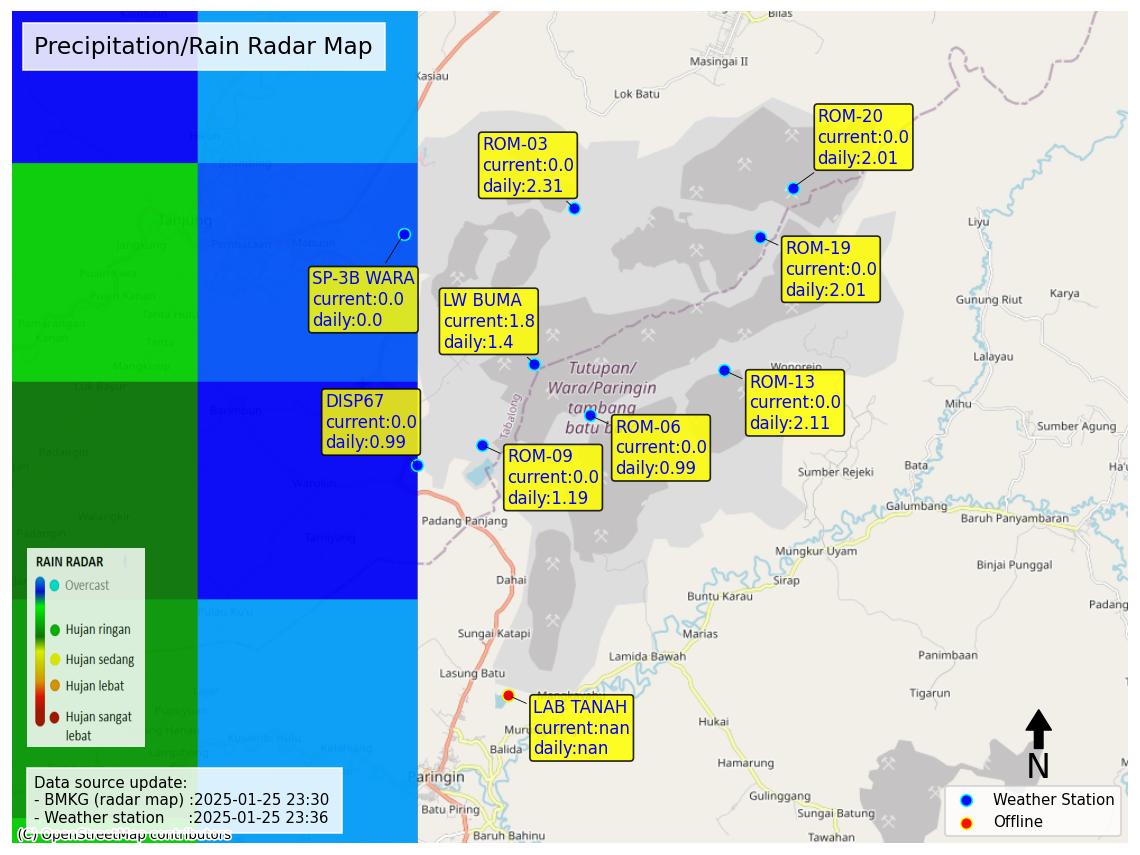 Precipitation/Rain Radar Map
Bilas
Masingai II
Kasiau
Lok Batu
ROM-20
current:0.0
daily:2.01
ROM-03
current:0.0
daily:2.31
Tanjung
Liyu
ROM-19
current:0.0
daily:2.01
SP-3B WARA
current:0.0
daily:0.0
LW BUMA
current:1.8
daily:1.4
Gunung Riut
Karya
Lalayau
Tutupan/
Wara/Paringin
tambang
batu b
Wonorejo
ROM-13
current:0.0
daily:2.11
Tabalong
DISP67
current:0.0
daily:0.99
ROM-06
current:0.0
daily:0.99
Mihu
Sumber Agung
ROM-09
current:0.0
daily:1.19
Sumber Rejeki
Bata
Ha'u
Galumbang
Baruh Panyambaran
Padang Panjang
Mungkur Uyam
Binjai Punggal
Dahai
Sirap
Buntu Karau
Padang
RAIN RADAR
Overcast
Hujan ringan
Hujan sedang
Hujan lebat
Hujan sangat
lebat
Sungai Katapi
Marias
Lamida Bawah
Panimbaan
Lasung Batu
Tigarun
LAB TANAH
current:nan
daily:nan
Muru
Balida
Hukai
Hamarung
N
Data source update:
- BMKG (radar map) :2025-01-25 23:30
- Weather station :2025-01-25 23:36
(C) OpenStreetMap contributors
Paringin
Batu Piring
Baruh Bahinu
Gulinggang
Sungai Batung
Tawahan
Weather Station
Offline